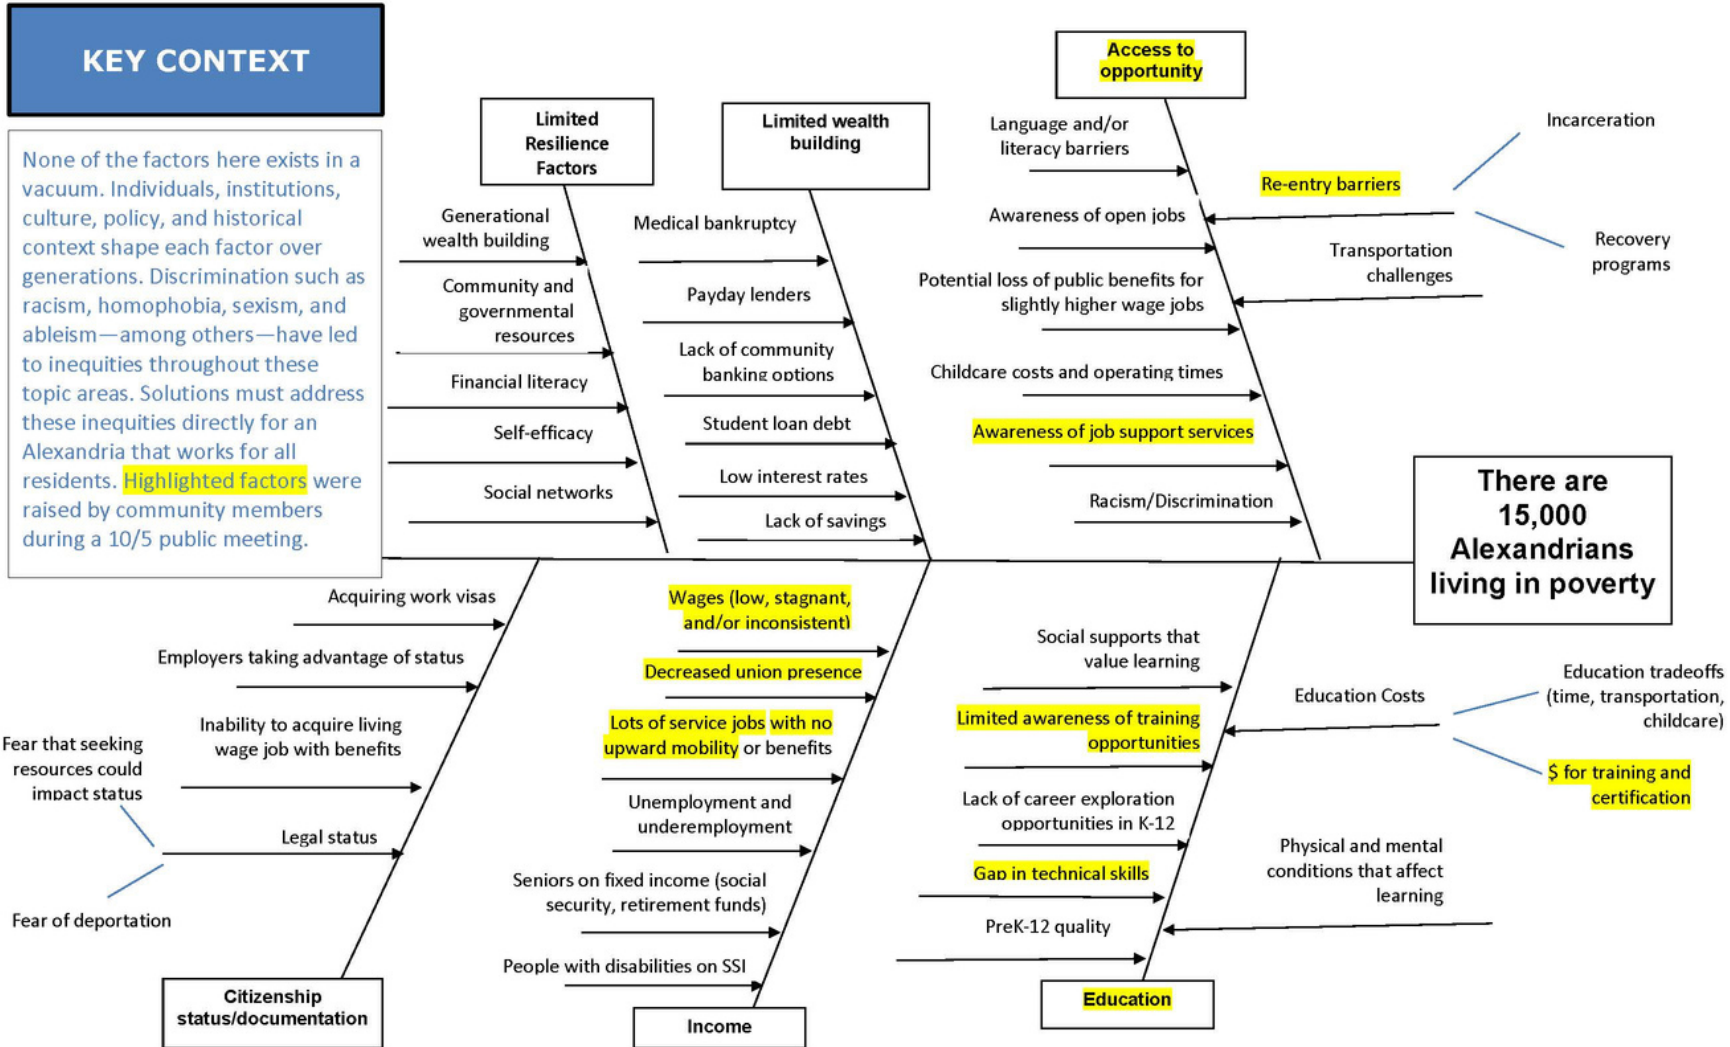 KEY CONTEXT
None of the factors here exists in a
vacuum. Individuals, institutions,
culture, policy, and historical
context shape each factor over
generations. Discrimination such as
racism, homophobia, sexism, and
ableism—among others—have led
to inequities throughout these
topic areas. Solutions must address
these inequities directly for an
Alexandria that works for all
residents. Highlighted factors were
raised by community members
during a 10/5 public meeting.
Limited
Resilience
Factors
Generational
wealth building
Community and
governmental
resources
Financial literacy
Self-efficacy
Social networks
Limited wealth
building
Medical bankruptcy
Payday lenders
Lack of community
banking options
Student loan debt
Low interest rates
Lack of savings
Access to
opportunity
Language and/or
literacy barriers
Awareness of open jobs
Potential loss of public benefits for
slightly higher wage jobs
Childcare costs and operating times
Awareness of job support services
Racism/Discrimination
Re-entry barriers
Incarceration
Recovery
programs
Transportation
challenges
There are
15,000
Alexandrians
living in poverty
Acquiring work visas
Employers taking advantage of status
Inability to acquire living
wage job with benefits
Fear that seeking
resources could
impact status
Legal status
Fear of deportation
Citizenship
status/documentation
Wages (low, stagnant,
and/or inconsistent)
Decreased union presence
Lots of service jobs with no
upward mobility or benefits
Unemployment and
underemployment
Seniors on fixed income (social
security, retirement funds)
People with disabilities on SSI
Income
Social supports that
value learning
Limited awareness of training
opportunities
Lack of career exploration
opportunities in K-12
Gap in technical skills
PreK-12 quality
Education Costs
Education tradeoffs
(time, transportation,
childcare)
$ for training and
certification
Physical and mental
conditions that affect
learning
Education